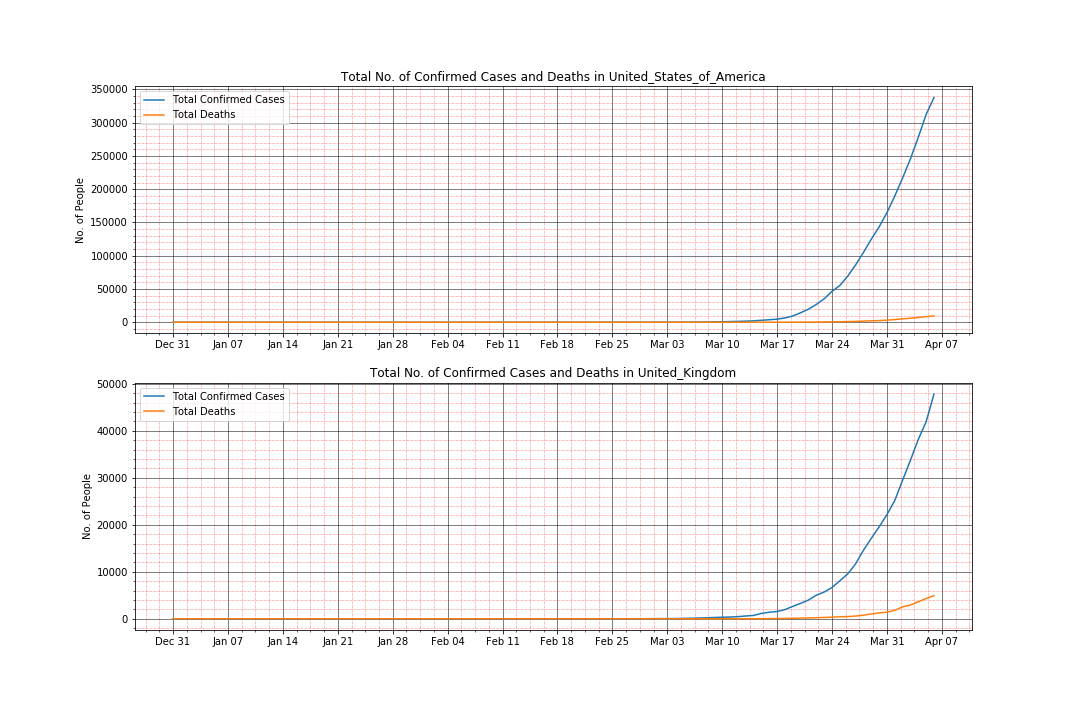 Total No. of Confirmed Cases and Deaths in United_States_of_America
350000
300000
250000
200000
150000
100000
50000
0
No. of People
Total Confirmed Cases
Total Deaths
Dec 31 Jan 07 Jan 14 Jan 21 Jan 28 Feb 04 Feb 11 Feb 18 Feb 25 Mar 03 Mar 10 Mar 17 Mar 24 Mar 31 Apr 07
Total No. of Confirmed Cases and Deaths in United_Kingdom
50000
40000
30000
20000
10000
0
No. of People
Total Confirmed Cases
Total Deaths
Dec 31 Jan 07 Jan 14 Jan 21 Jan 28 Feb 04 Feb 11 Feb 18 Feb 25 Mar 03 Mar 10 Mar 17 Mar 24 Mar 31 Apr 07